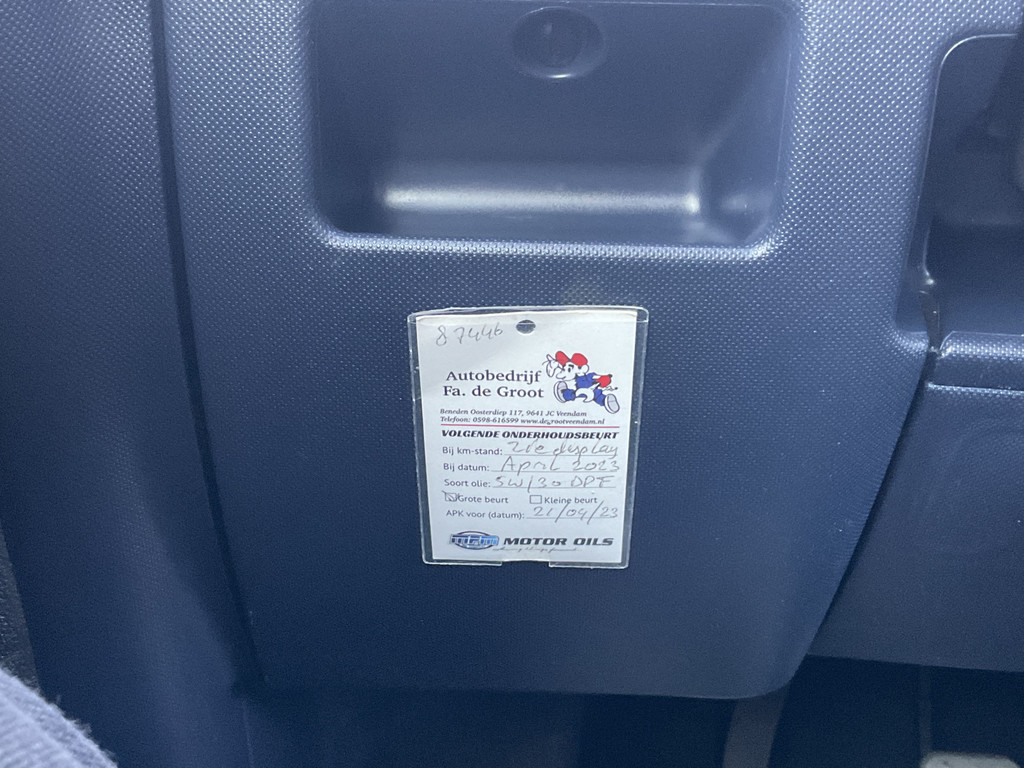 87446
Autobedrijf
Fa. de Groot
Beneden Oosterdiep 117, 9641 JC Veendam
Telefoon: 0598-616599 www.degrootveendam.nl
VOLGENDE ONDERHOUDSBEURT
Bij km-stand: zie display
Bij datum: April 2023
Soort olie: 5W/30 DPF
Grote beurt Kleine beurt
APK voor (datum): 21/04/23
MOTOR OILS